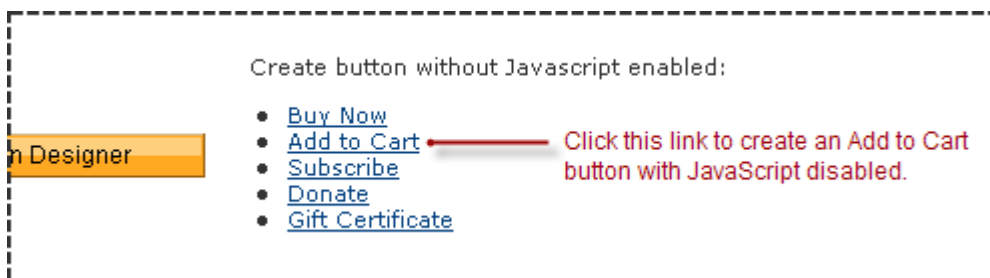 Create button without Javascript enabled:
Buy Now
n Designer
Add to Cart
Click this link to create an Add to Cart
button with JavaScript disabled.
Subscribe
Donate
Gift Certificate